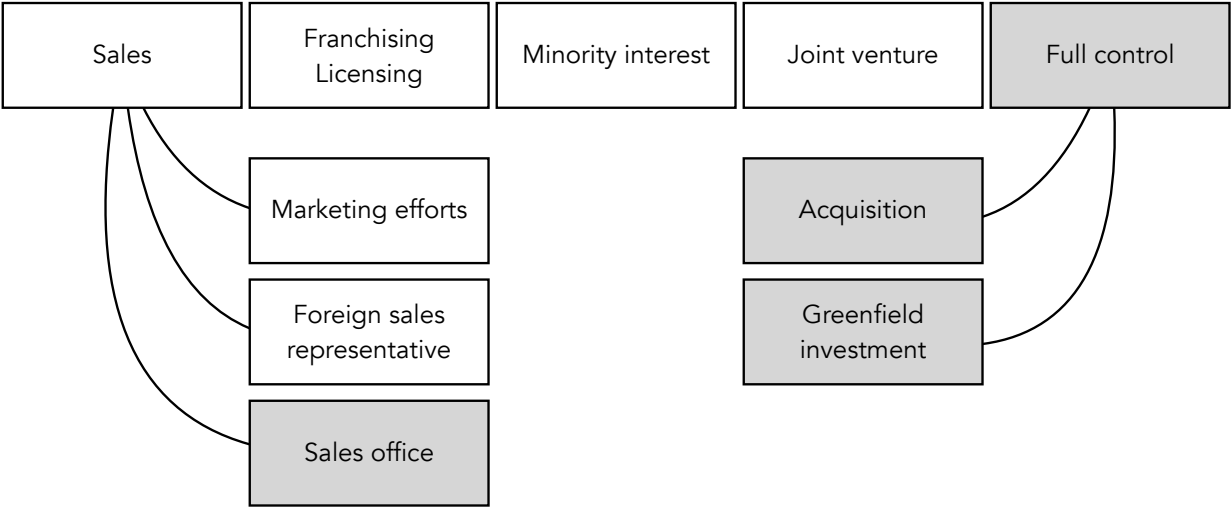 Sales
Franchising
Licensing
Minority interest
Joint venture
Full control
Marketing efforts
Acquisition
Foreign sales
representative
Greenfield
investment
Sales office